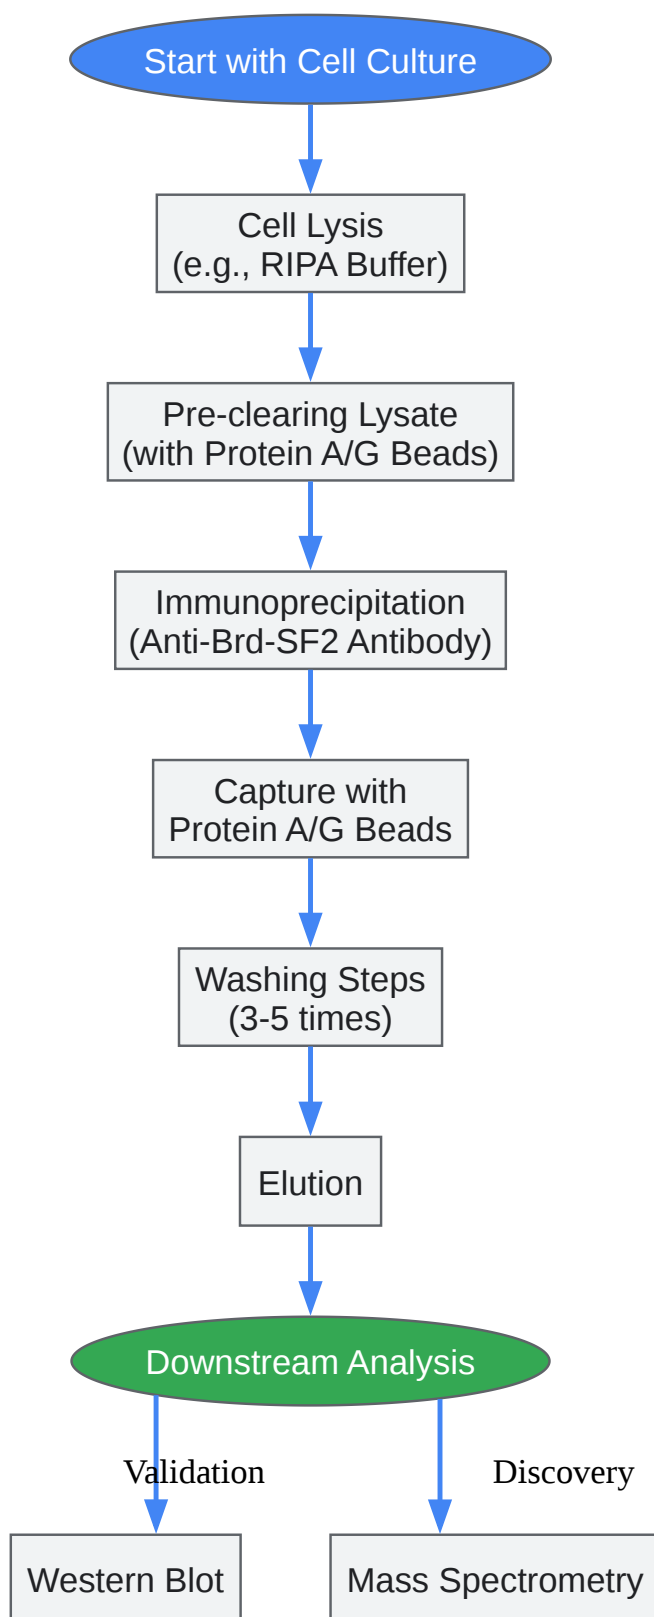 Start with Cell Culture
Cell Lysis
(e.g., RIPA Buffer)
Pre-clearing Lysate
(with Protein A/G Beads)
Immunoprecipitation
(Anti-Brd-SF2 Antibody)
Capture with
Protein A/G Beads
Washing Steps
(3-5 times)
Elution
Downstream Analysis
Validation
Discovery
Western Blot
Mass Spectrometry